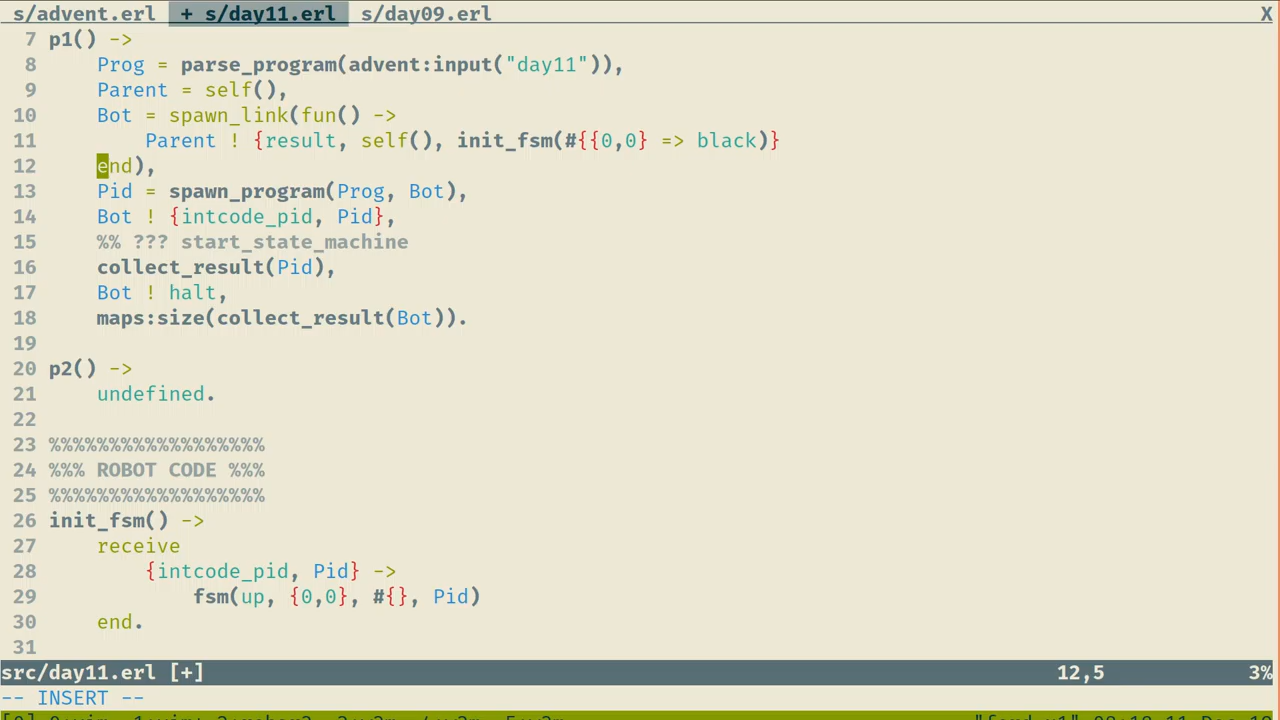 s/advent.erl + s/day11.erl s/day09.erl X
7 p1() ->
8     Prog = parse_program(advent:input("day11")),
9     Parent = self(),
10     Bot = spawn_link(fun() ->
11         Parent ! {result, self(), init_fsm(#{{0,0} => black)}
12     end),
13     Pid = spawn_program(Prog, Bot),
14     Bot ! {intcode_pid, Pid},
15     %% ??? start_state_machine
16     collect_result(Pid),
17     Bot ! halt,
18     maps:size(collect_result(Bot)).
19
20 p2() ->
21     undefined.
22
23 %%%%%%%%%%%%%%%%%%
24 %%% ROBOT CODE %%%
25 %%%%%%%%%%%%%%%%%%
26 init_fsm() ->
27     receive
28         {intcode_pid, Pid} ->
29             fsm(up, {0,0}, #{}, Pid)
30     end.
31
src/day11.erl [+] 12,5 3%
-- INSERT --